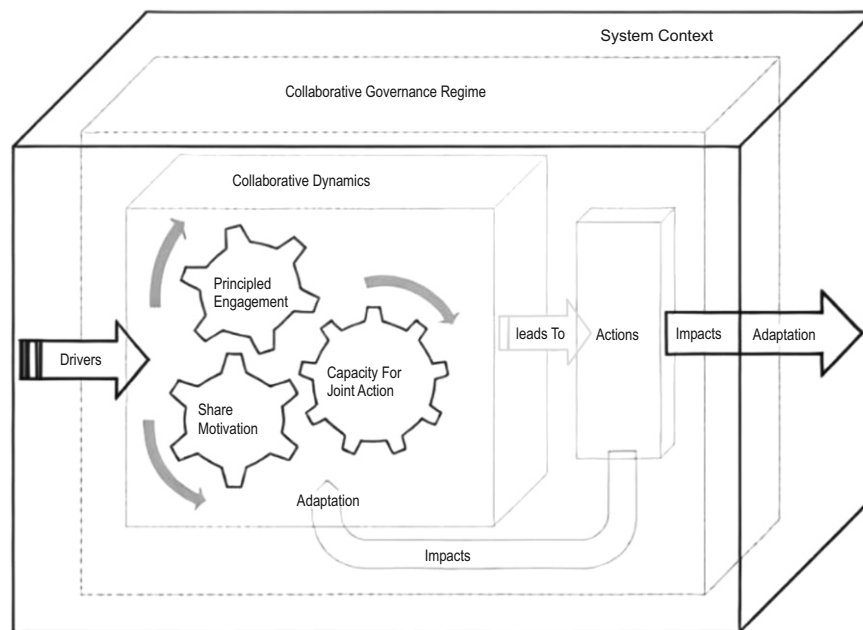 System Context
Collaborative Governance Regime
Collaborative Dynamics
Principled
Engagement
Drivers
leads To
Actions
Impacts
Adaptation
Capacity For
Joint Action
Share
Motivation
Adaptation
Impacts